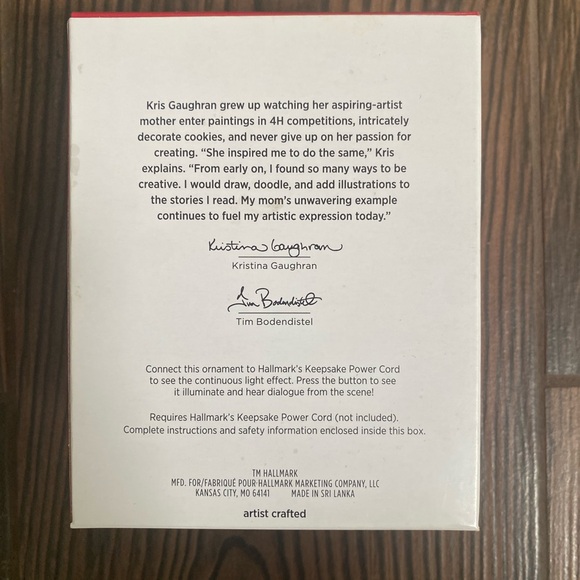 Kris Gaughran grew up watching her aspiring-artist
mother enter paintings in 4H competitions, intricately
decorate cookies, and never give up on her passion for
creating. “She inspired me to do the same,” Kris
explains. “From early on, I found so many ways to be
creative. I would draw, doodle, and add illustrations to
the stories I read. My mom’s unwavering example
continues to fuel my artistic expression today.”
Kristina Gaughran
Kristina Gaughran
Tim Bodendistel
Tim Bodendistel
Connect this ornament to Hallmark’s Keepsake Power Cord
to see the continuous light effect. Press the button to see
it illuminate and hear dialogue from the scene!
Requires Hallmark’s Keepsake Power Cord (not included).
Complete instructions and safety information enclosed inside this box.
TM HALLMARK
MFD. FOR/FABRIQUÉ POUR HALLMARK MARKETING COMPANY, LLC
KANSAS CITY, MO 64141 MADE IN SRI LANKA
artist crafted